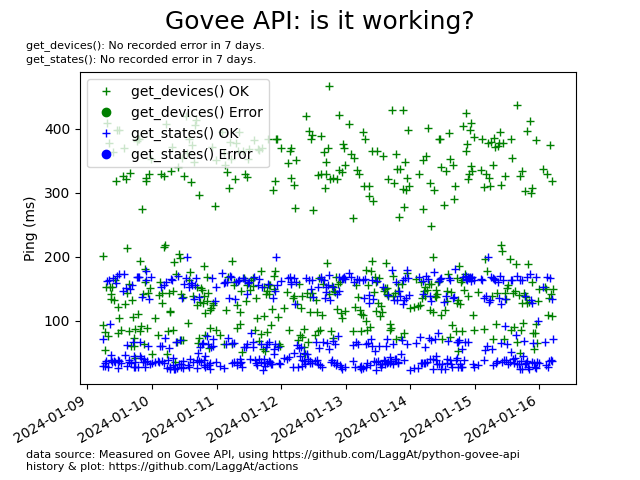 Govee API: is it working?
get_devices(): No recorded error in 7 days.
get_states(): No recorded error in 7 days.
get_devices() OK
get_devices() Error
get_states() OK
get_states() Error
400
300
200
100
Ping (ms)
2024-01-09
2024-01-10
2024-01-11
2024-01-12
2024-01-13
2024-01-14
2024-01-15
2024-01-16
data source: Measured on Govee API, using https://github.com/LaggAt/python-govee-api
history & plot: https://github.com/LaggAt/actions